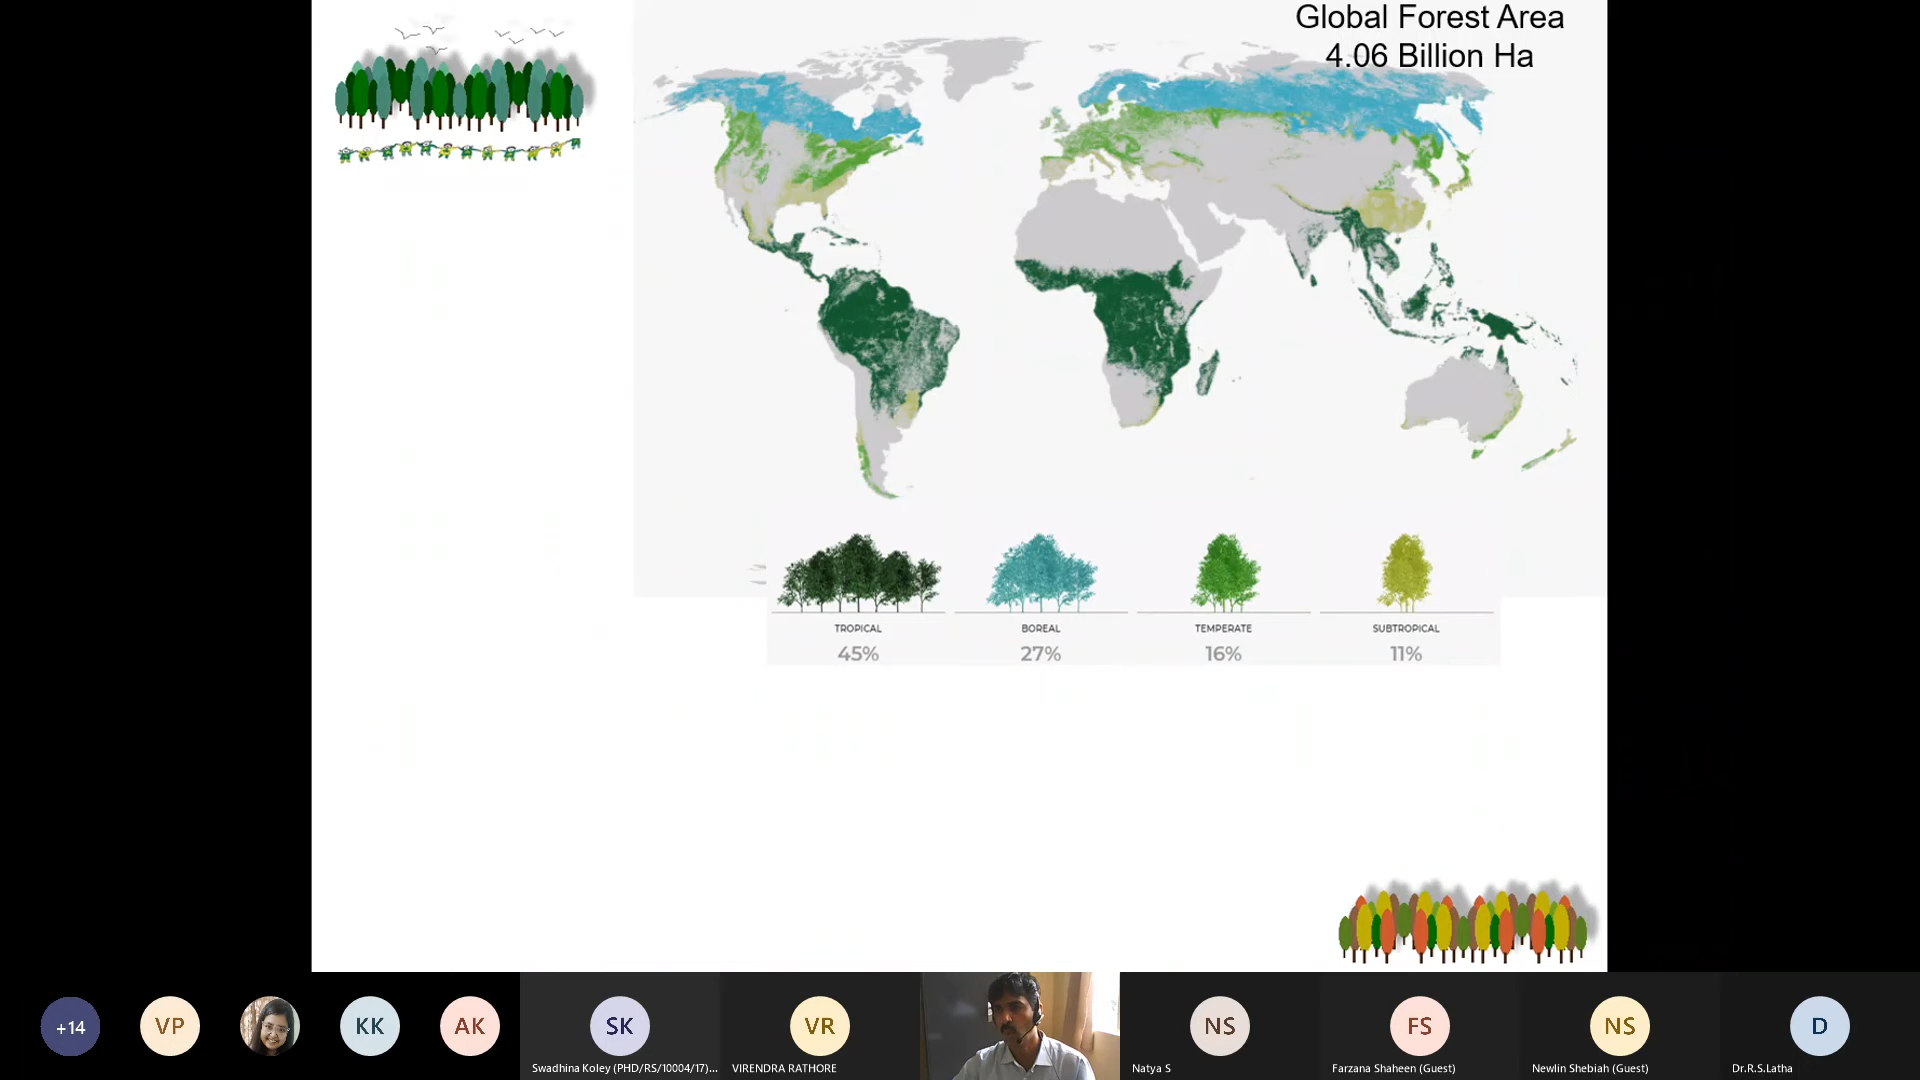 Global Forest Area
4.06 Billion Ha
TROPICAL
BOREAL
TEMPERATE
SUBTROPICAL
45%
27%
16%
11%
+14
VP
KK
AK
SK
VR
NS
FS
NS
D
Swadhina Koley (PHD/RS/10004/17)...
VIRENDRA RATHORE
Natya S
Farzana Shaheen (Guest)
Newlin Shebiah (Guest)
Dr.R.S.Latha